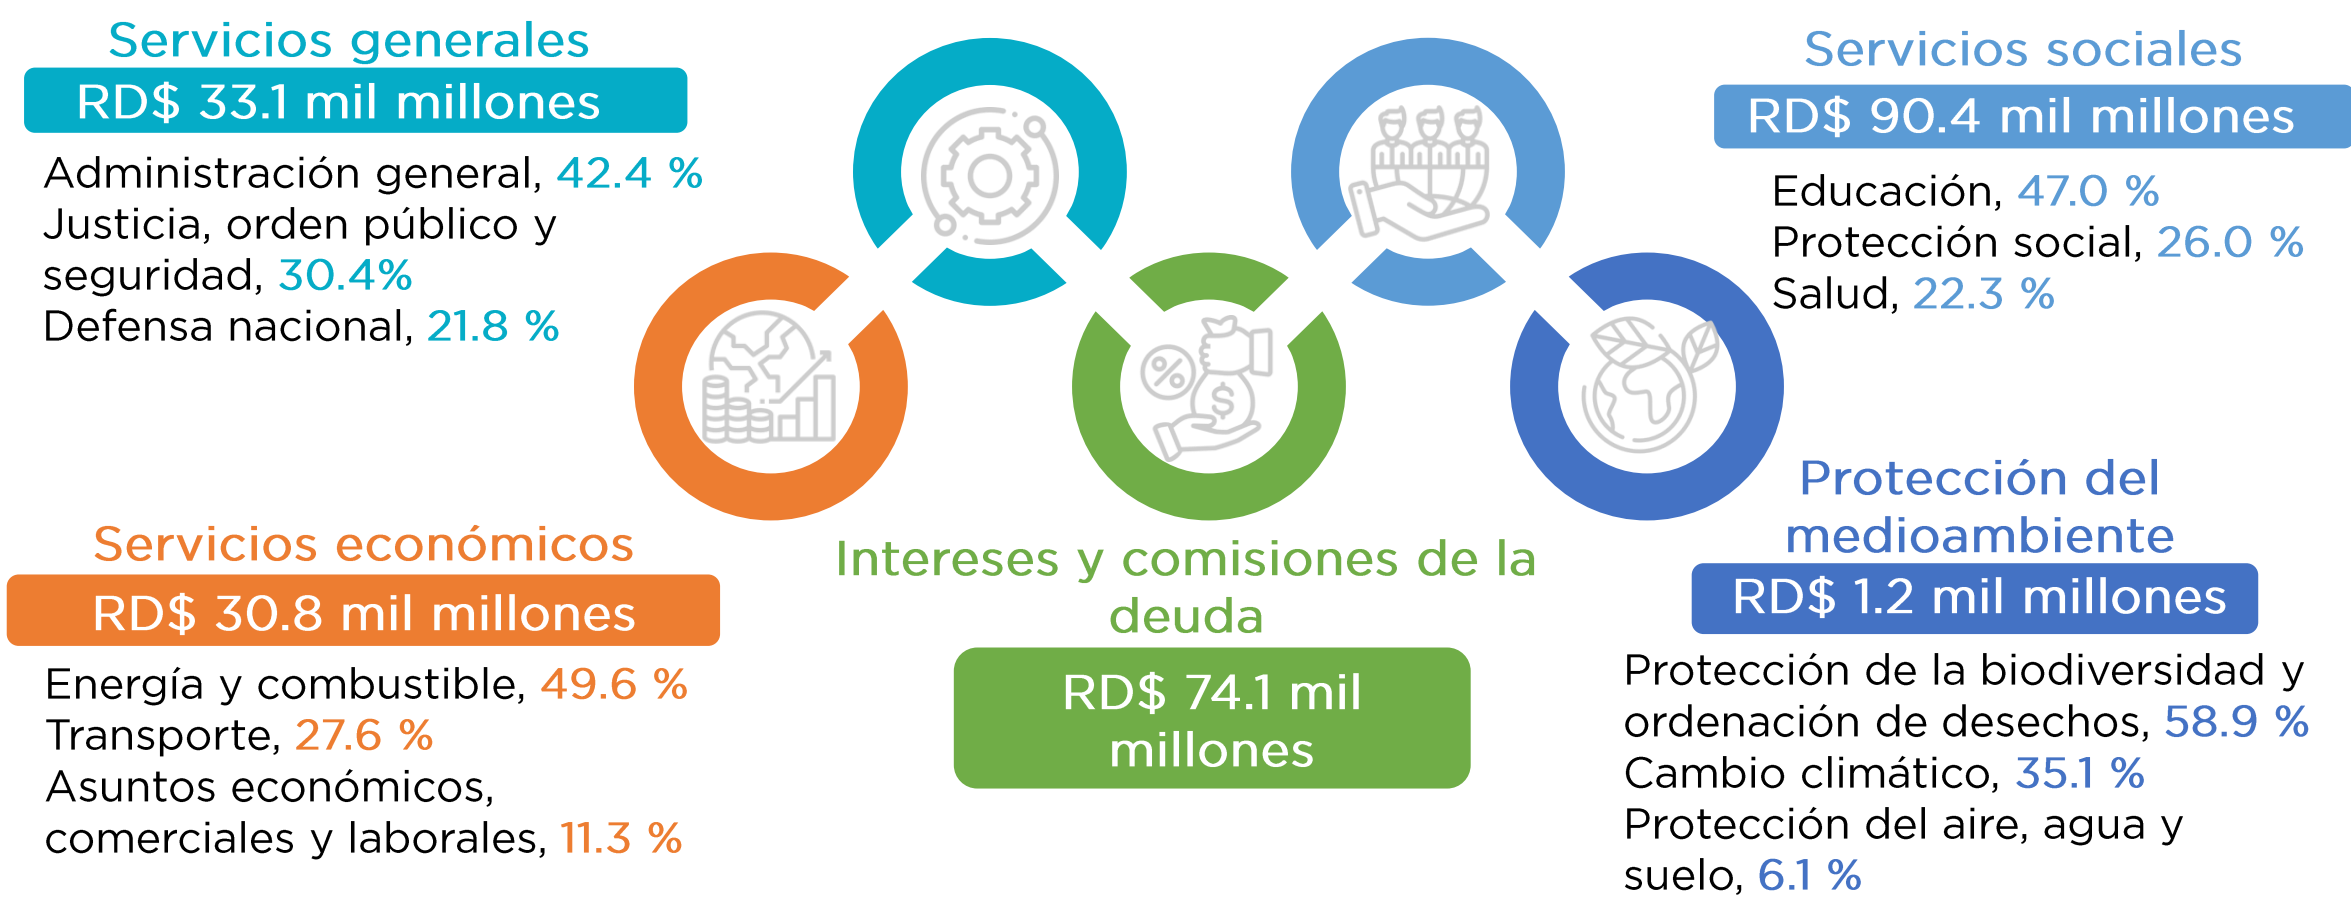 Servicios generales
RD$ 33.1 mil millones
Administración general, 42.4 %
Justicia, orden público y
seguridad, 30.4%
Defensa nacional, 21.8 %
Servicios sociales
RD$ 90.4 mil millones
Educación, 47.0 %
Protección social, 26.0 %
Salud, 22.3 %
Servicios económicos
RD$ 30.8 mil millones
Energía y combustible, 49.6 %
Transporte, 27.6 %
Asuntos económicos,
comerciales y laborales, 11.3 %
Intereses y comisiones de la
deuda
RD$ 74.1 mil
millones
Protección del
medioambiente
RD$ 1.2 mil millones
Protección de la biodiversidad y
ordenación de desechos, 58.9 %
Cambio climático, 35.1 %
Protección del aire, agua y
suelo, 6.1 %